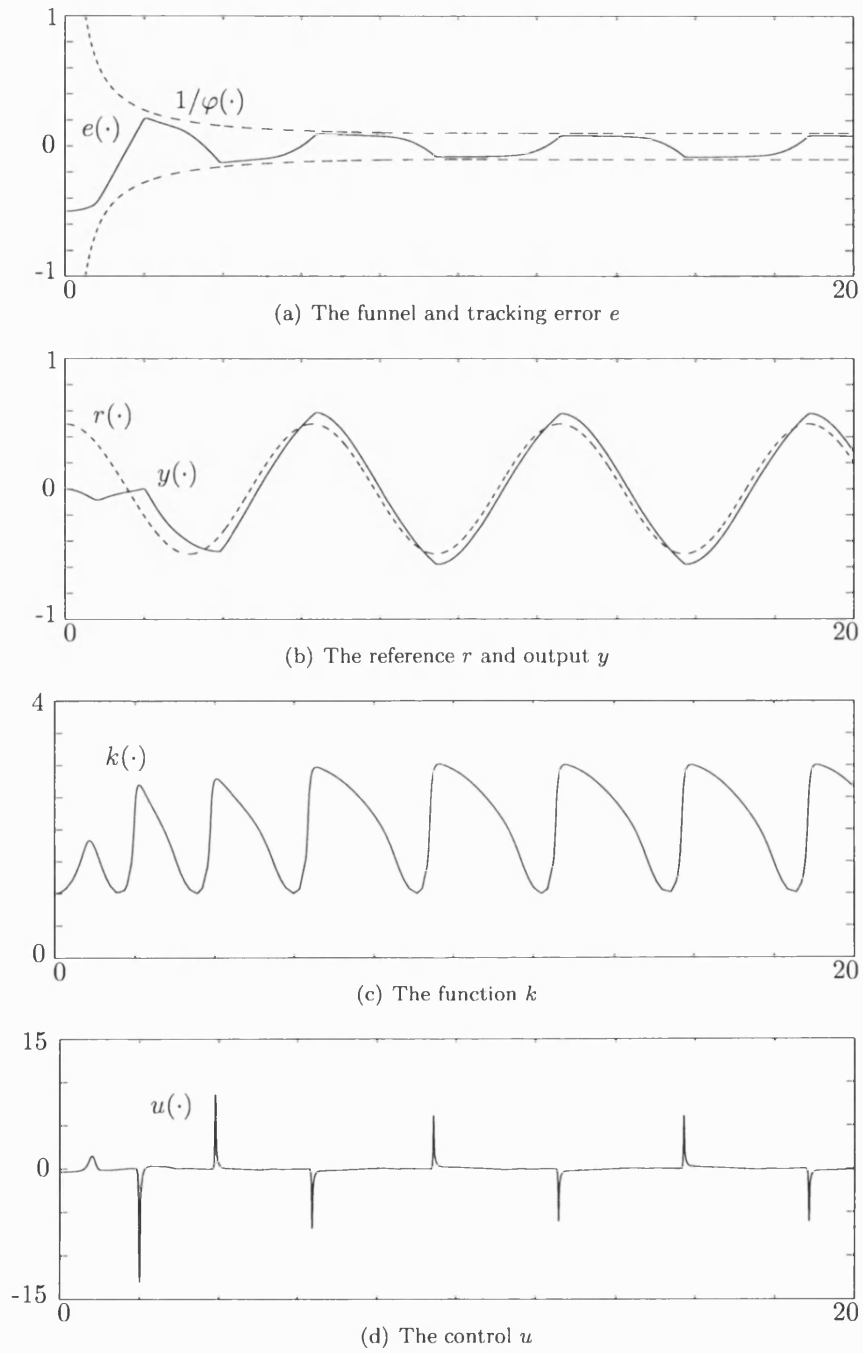 1
1/φ(·)
e(·)
0
-1
0
20
(a) The funnel and tracking error e
1
r(·)
y(·)
0
-1
0
20
(b) The reference r and output y
4
k(·)
0
0
20
(c) The function k
15
u(·)
0
-15
0
20
(d) The control u